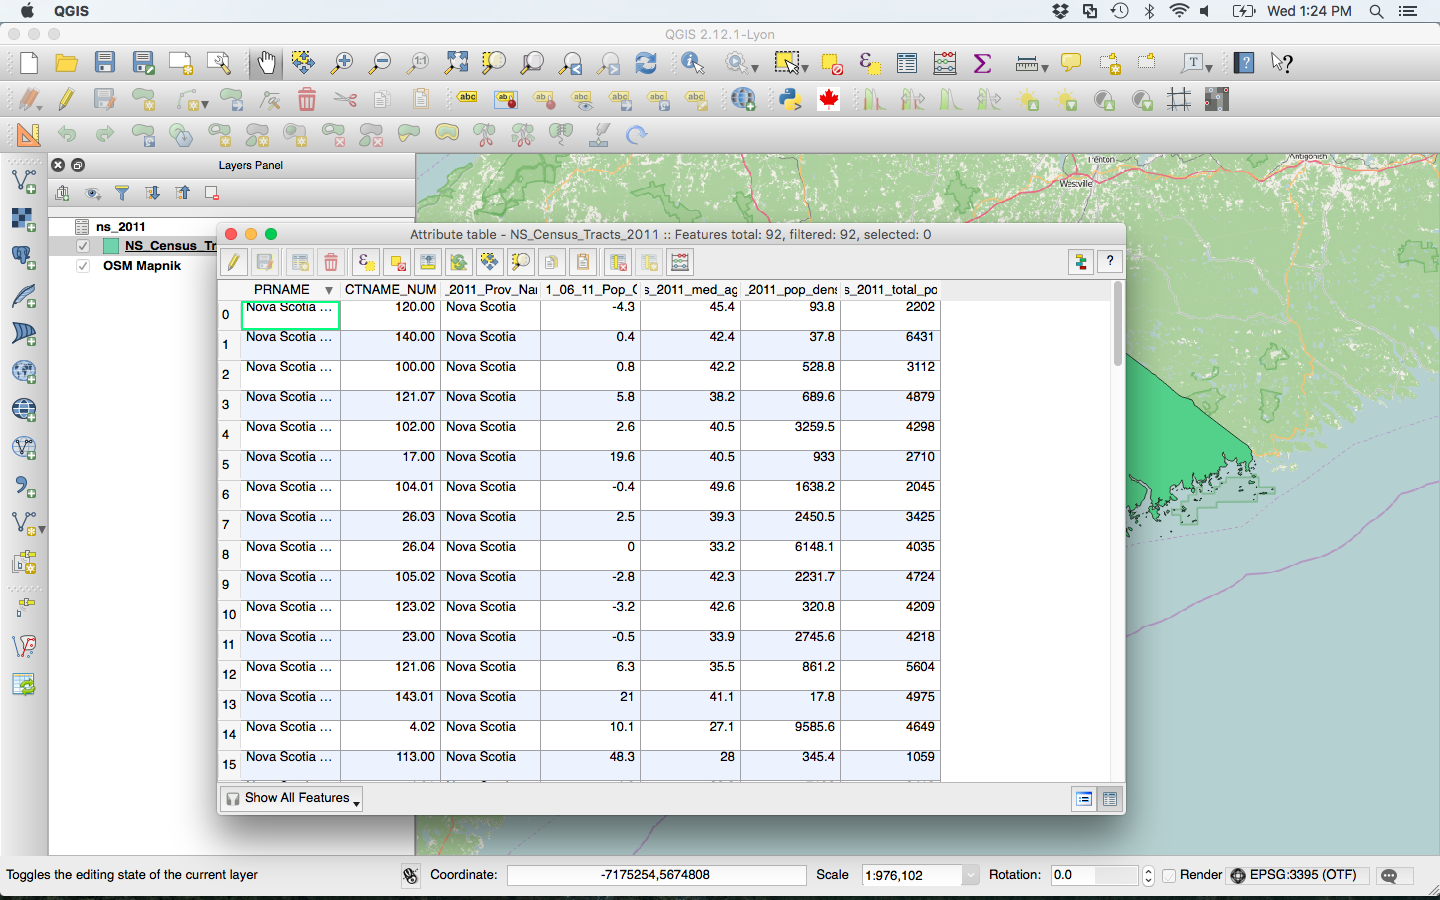 QGIS
Wed 1:24 PM
QGIS 2.12.1-Lyon
Layers Panel
ns_2011
NS_Census_Tr
OSM Mapnik
Trenton
Westville
Antigonish
Attribute table - NS_Census_Tracts_2011 :: Features total: 92, filtered: 92, selected: 0
PRNAME CTNAME_NUM _2011_Prov_Nar 1_06_11_Pop_C s_2011_med_ag _2011_pop_dens s_2011_total_po
0 Nova Scotia ... 120.00 Nova Scotia -4.3 45.4 93.8 2202
1 Nova Scotia ... 140.00 Nova Scotia 0.4 42.4 37.8 6431
2 Nova Scotia ... 100.00 Nova Scotia 0.8 42.2 528.8 3112
3 Nova Scotia ... 121.07 Nova Scotia 5.8 38.2 689.6 4879
4 Nova Scotia ... 102.00 Nova Scotia 2.6 40.5 3259.5 4298
5 Nova Scotia ... 17.00 Nova Scotia 19.6 40.5 933 2710
6 Nova Scotia ... 104.01 Nova Scotia -0.4 49.6 1638.2 2045
7 Nova Scotia ... 26.03 Nova Scotia 2.5 39.3 2450.5 3425
8 Nova Scotia ... 26.04 Nova Scotia 0 33.2 6148.1 4035
9 Nova Scotia ... 105.02 Nova Scotia -2.8 42.3 2231.7 4724
10 Nova Scotia ... 123.02 Nova Scotia -3.2 42.6 320.8 4209
11 Nova Scotia ... 23.00 Nova Scotia -0.5 33.9 2745.6 4218
12 Nova Scotia ... 121.06 Nova Scotia 6.3 35.5 861.2 5604
13 Nova Scotia ... 143.01 Nova Scotia 21 41.1 17.8 4975
14 Nova Scotia ... 4.02 Nova Scotia 10.1 27.1 9585.6 4649
15 Nova Scotia ... 113.00 Nova Scotia 48.3 28 345.4 1059
Show All Features
Toggles the editing state of the current layer
Coordinate: -7175254,5674808
Scale 1:976,102
Rotation: 0.0
Render
EPSG:3395 (OTF)